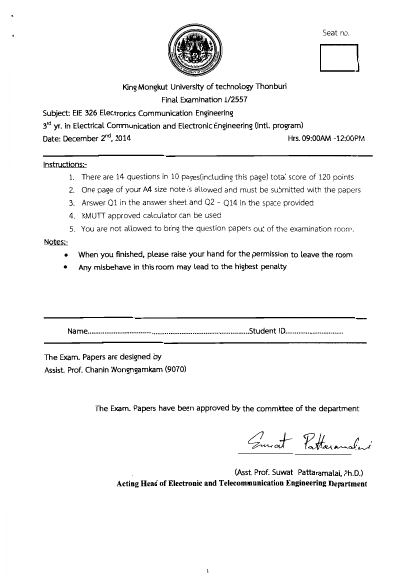 Seat no.
King Mongkut University of technology Thonburi
Final Examination 1/2557
Subject: EIE 326 Electronics Communication Engineering
3rd yr. in Electrical Communication and Electronic Engineering (Intl. program)
Date: December 2nd, 2014 Hrs. 09:00AM -12:00PM
Instructions:-
1. There are 14 questions in 10 pages(including this page) total score of 120 points
2. One page of your A4 size note is allowed and must be submitted with the papers
3. Answer Q1 in the answer sheet and Q2 - Q14 in the space provided
4. KMUTT approved calculator can be used
5. You are not allowed to bring the question papers out of the examination room.
Notes:-
• When you finished, please raise your hand for the permission to leave the room
• Any misbehave in this room may lead to the highest penalty
Name..........................................................Student ID.....................
The Exam. Papers are designed by
Assist. Prof. Chanin Wongngamkam (9070)
The Exam. Papers have been approved by the committee of the department
Suwat Pattaramalai
(Asst. Prof. Suwat Pattaramalai, Ph.D.)
Acting Head of Electronic and Telecommunication Engineering Department
1